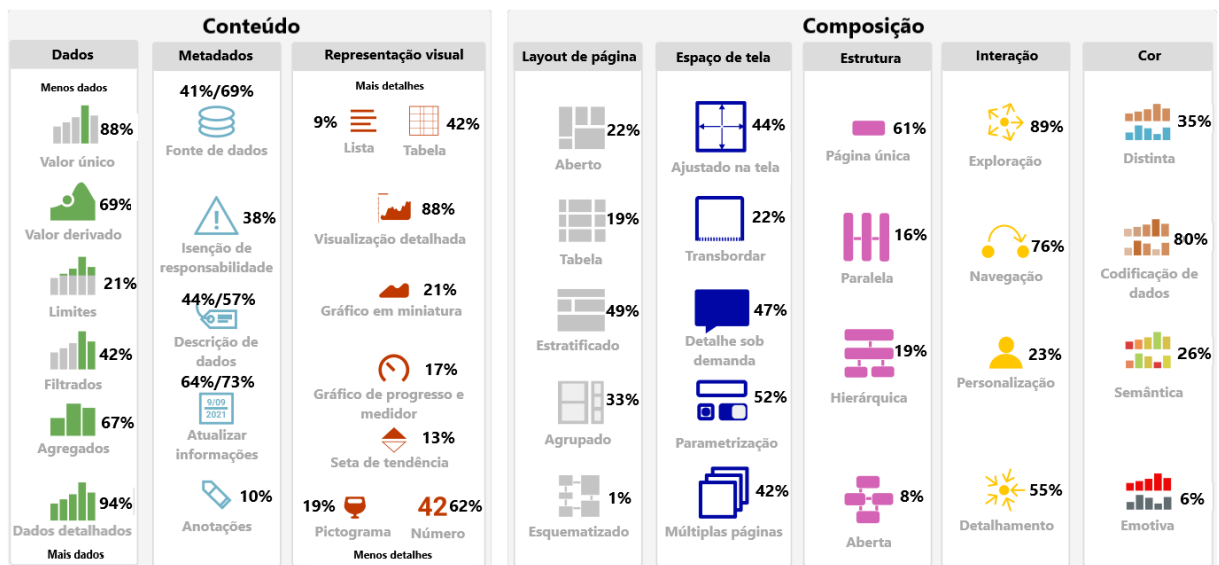 Conteúdo
Dados
Menos dados
88%
Valor único
69%
Valor derivado
21%
Limites
42%
Filtrados
67%
Agregados
94%
Dados detalhados
Mais dados
Metadados
41%/69%
Fonte de dados
38%
Isenção de
responsabilidade
44%/57%
Descrição de
dados
64%/73%
9/09
2021
Atualizar
informações
10%
Anotações
Representação visual
Mais detalhes
9%
Lista
42%
Tabela
88%
Visualização detalhada
21%
Gráfico em miniatura
17%
Gráfico de progresso e
medidor
13%
Seta de tendência
19%
Pictograma
42 62%
Número
Menos detalhes
Composição
Layout de página
22%
Aberto
19%
Tabela
49%
Estratificado
33%
Agrupado
1%
Esquematizado
Espaço de tela
44%
Ajustado na tela
22%
Transbordar
47%
Detalhe sob
demanda
52%
Parametrização
42%
Múltiplas páginas
Estrutura
61%
Página única
16%
Paralela
19%
Hierárquica
8%
Aberta
Interação
89%
Exploração
76%
Navegação
23%
Personalização
55%
Detalhamento
Cor
35%
Distinta
80%
Codificação de
dados
26%
Semântica
6%
Emotiva